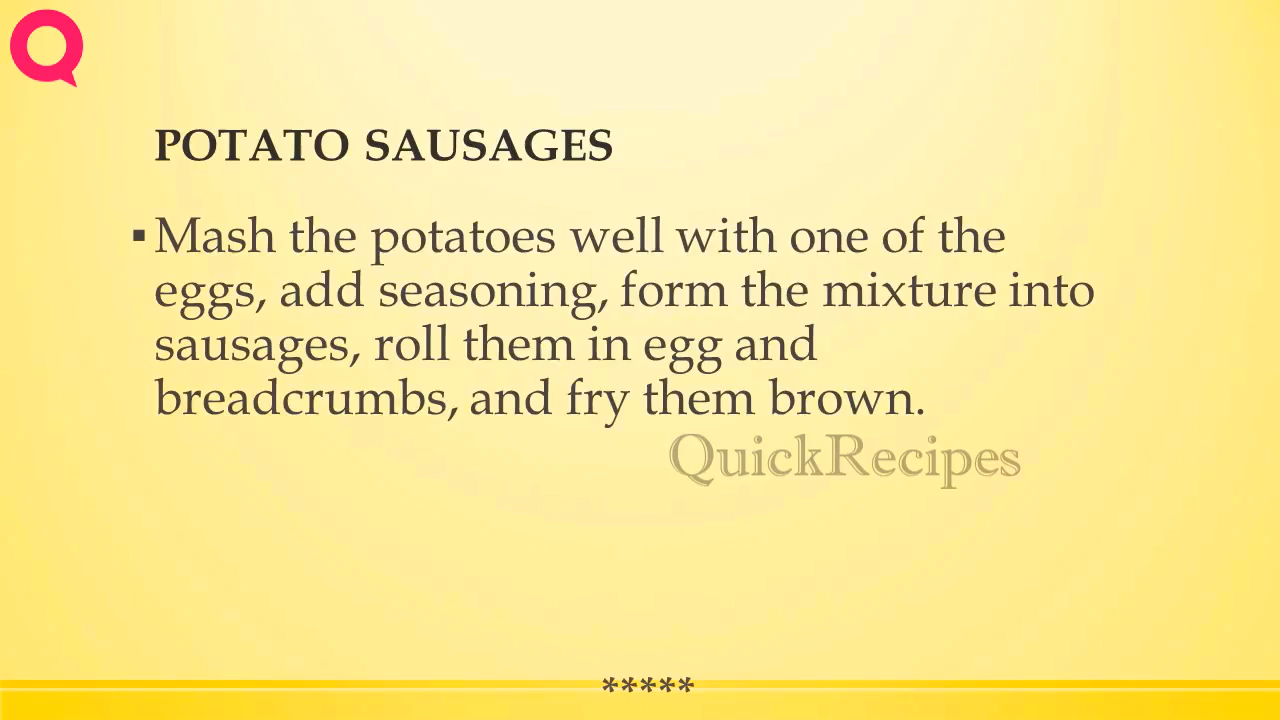 POTATO SAUSAGES
▪ Mash the potatoes well with one of the
eggs, add seasoning, form the mixture into
sausages, roll them in egg and
breadcrumbs, and fry them brown.
QuickRecipes
*****